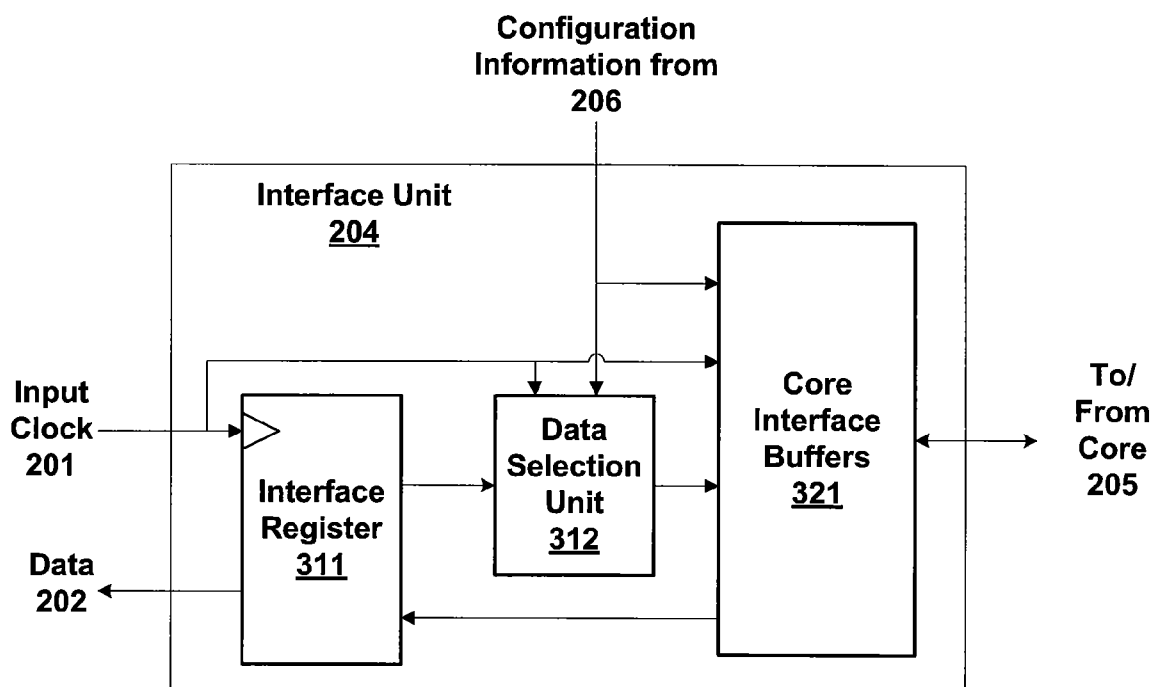 Configuration
Information from
206
Interface Unit
204
Input
Clock
201
Data
202
Interface
Register
311
Data
Selection
Unit
312
Core
Interface
Buffers
321
To/
From
Core
205